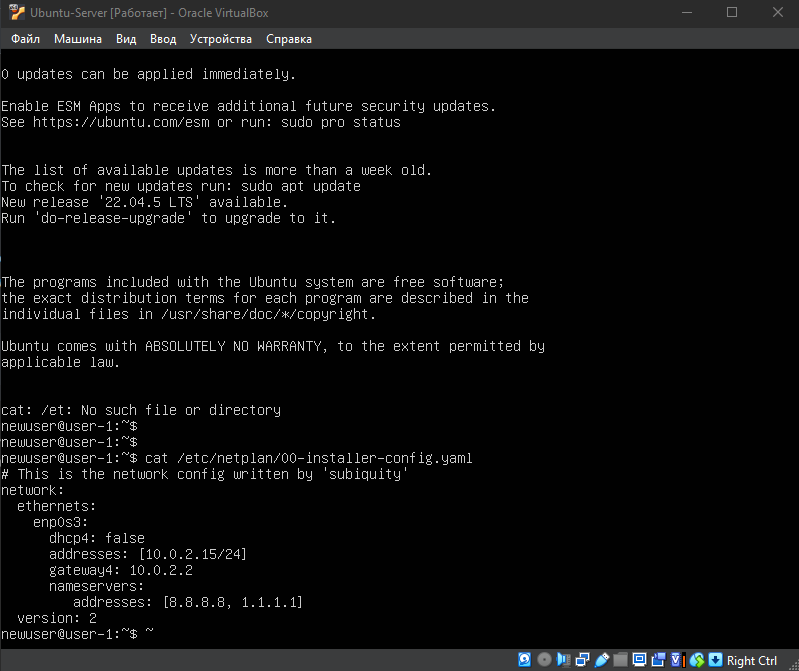 Ubuntu-Server [Работает] - Oracle VirtualBox
Файл Машина Вид Ввод Устройства Справка
0 updates can be applied immediately.
Enable ESM Apps to receive additional future security updates.
See https://ubuntu.com/esm or run: sudo pro status
The list of available updates is more than a week old.
To check for new updates run: sudo apt update
New release '22.04.5 LTS' available.
Run 'do-release-upgrade' to upgrade to it.
The programs included with the Ubuntu system are free software;
the exact distribution terms for each program are described in the
individual files in /usr/share/doc/*/copyright.
Ubuntu comes with ABSOLUTELY NO WARRANTY, to the extent permitted by
applicable law.
cat: /et: No such file or directory
newuser@user-1:~$
newuser@user-1:~$
newuser@user-1:~$ cat /etc/netplan/00-installer-config.yaml
# This is the network config written by 'subiquity'
network:
  ethernets:
    enp0s3:
      dhcp4: false
      addresses: [10.0.2.15/24]
      gateway4: 10.0.2.2
      nameservers:
         addresses: [8.8.8.8, 1.1.1.1]
  version: 2
newuser@user-1:~$ ~
Right Ctrl